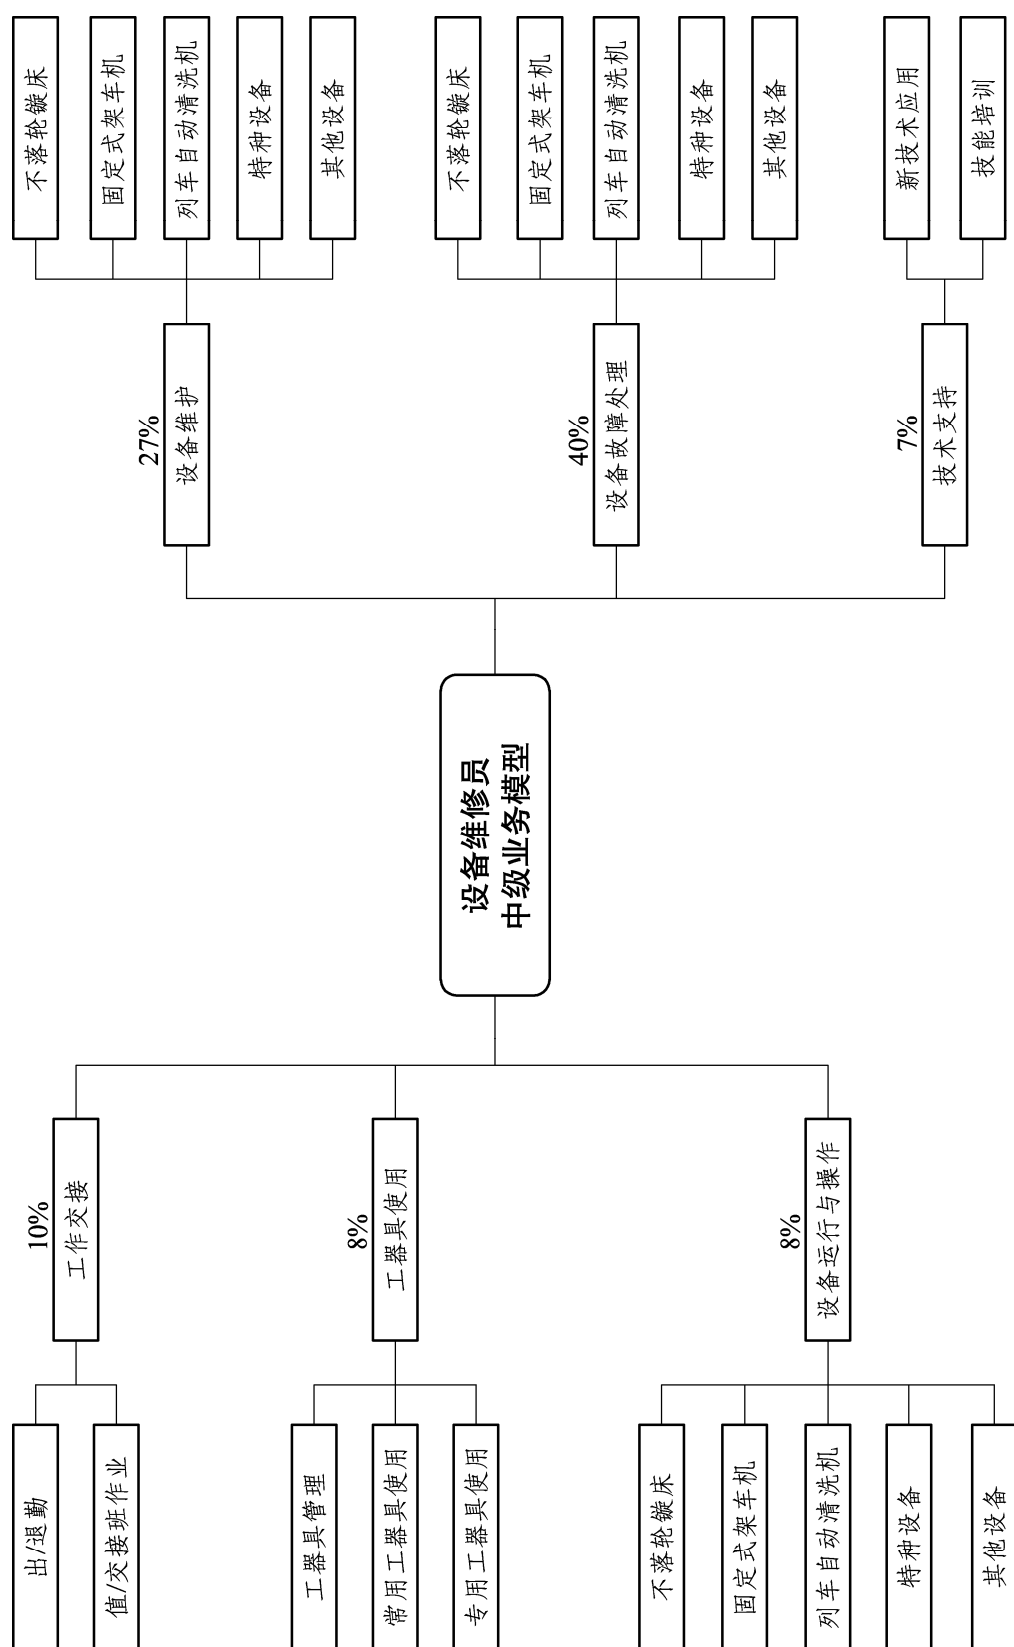 设备维修员
中级业务模型
10%
工作交接
出/退勤
值/交接班作业
8%
工器具使用
工器具管理
常用工器具使用
专用工器具使用
8%
设备运行与操作
不落轮镟床
固定式架车机
列车自动清洗机
特种设备
其他设备
27%
设备维护
不落轮镟床
固定式架车机
列车自动清洗机
特种设备
其他设备
40%
设备故障处理
不落轮镟床
固定式架车机
列车自动清洗机
特种设备
其他设备
7%
技术支持
新技术应用
技能培训